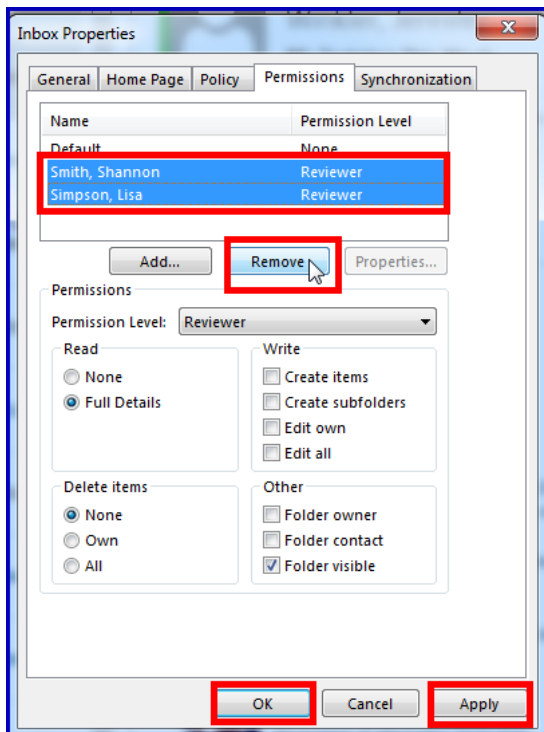 Inbox Properties
General Home Page Policy Permissions Synchronization
Name Permission Level
Default None
Smith, Shannon Reviewer
Simpson, Lisa Reviewer
Add... Remove Properties...
Permissions
Permission Level: Reviewer
Read Write
None Create items
Full Details Create subfolders
Edit own
Edit all
Delete items Other
None Folder owner
Own Folder contact
All Folder visible
OK Cancel Apply